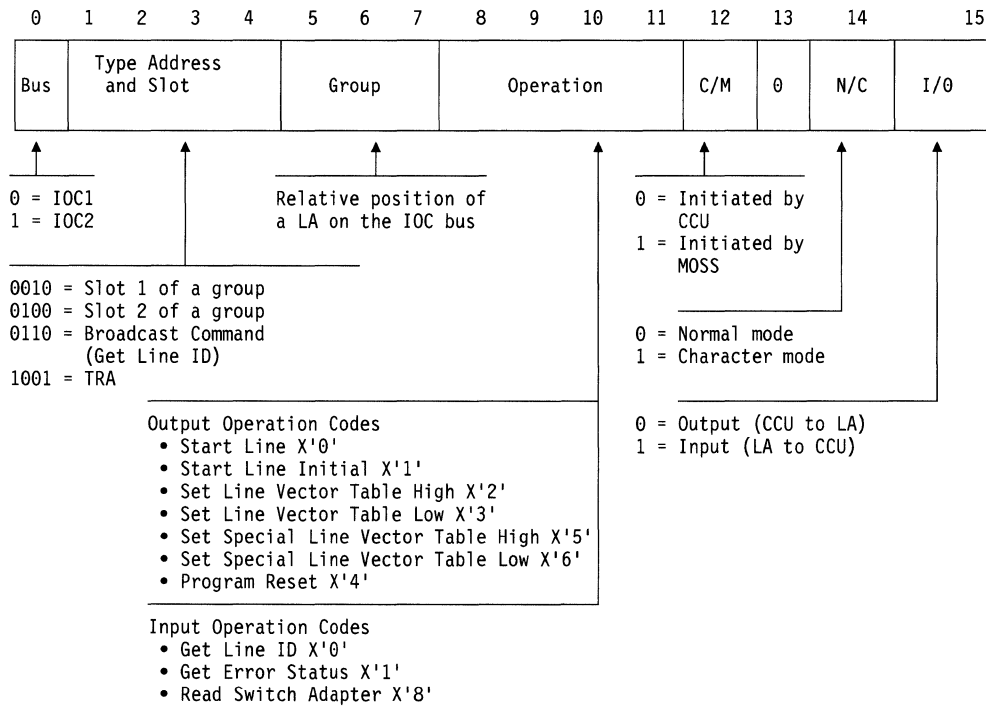 0 1 2 3 4 5 6 7 8 9 10 11 12 13 14 15
Bus
Type Address
and Slot
Group
Operation
C/M
0
N/C
I/0
0 = IOC1
1 = IOC2
Relative position of
a LA on the IOC bus
0 = Initiated by
CCU
1 = Initiated by
MOSS
0010 = Slot 1 of a group
0100 = Slot 2 of a group
0110 = Broadcast Command
(Get Line ID)
1001 = TRA
0 = Normal mode
1 = Character mode
0 = Output (CCU to LA)
1 = Input (LA to CCU)
Output Operation Codes
• Start Line X'0'
• Start Line Initial X'1'
• Set Line Vector Table High X'2'
• Set Line Vector Table Low X'3'
• Set Special Line Vector Table High X'5'
• Set Special Line Vector Table Low X'6'
• Program Reset X'4'
Input Operation Codes
• Get Line ID X'0'
• Get Error Status X'1'
• Read Switch Adapter X'8'